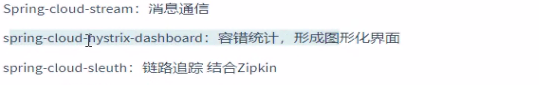 Spring-cloud-stream：消息通信
spring-cloud-hystrix-dashboard：容错统计，形成图形化界面
spring-cloud-sleuth：链路追踪 结合Zipkin